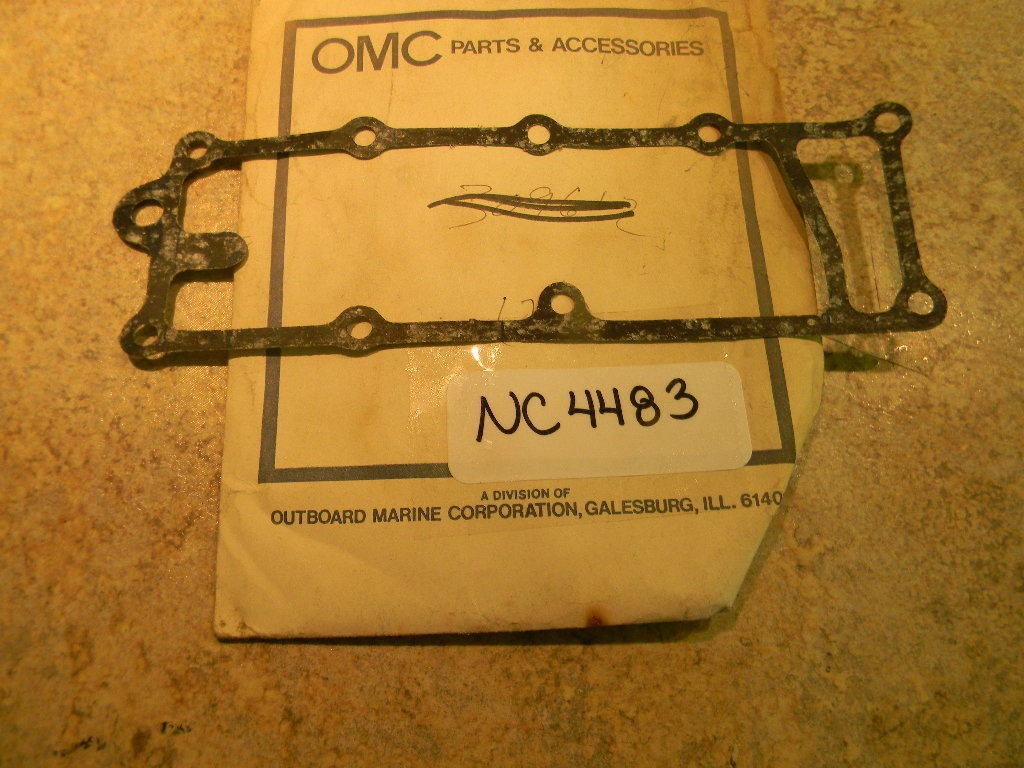 OMC PARTS & ACCESSORIES
NC4483
A DIVISION OF
OUTBOARD MARINE CORPORATION, GALESBURG, ILL. 6140